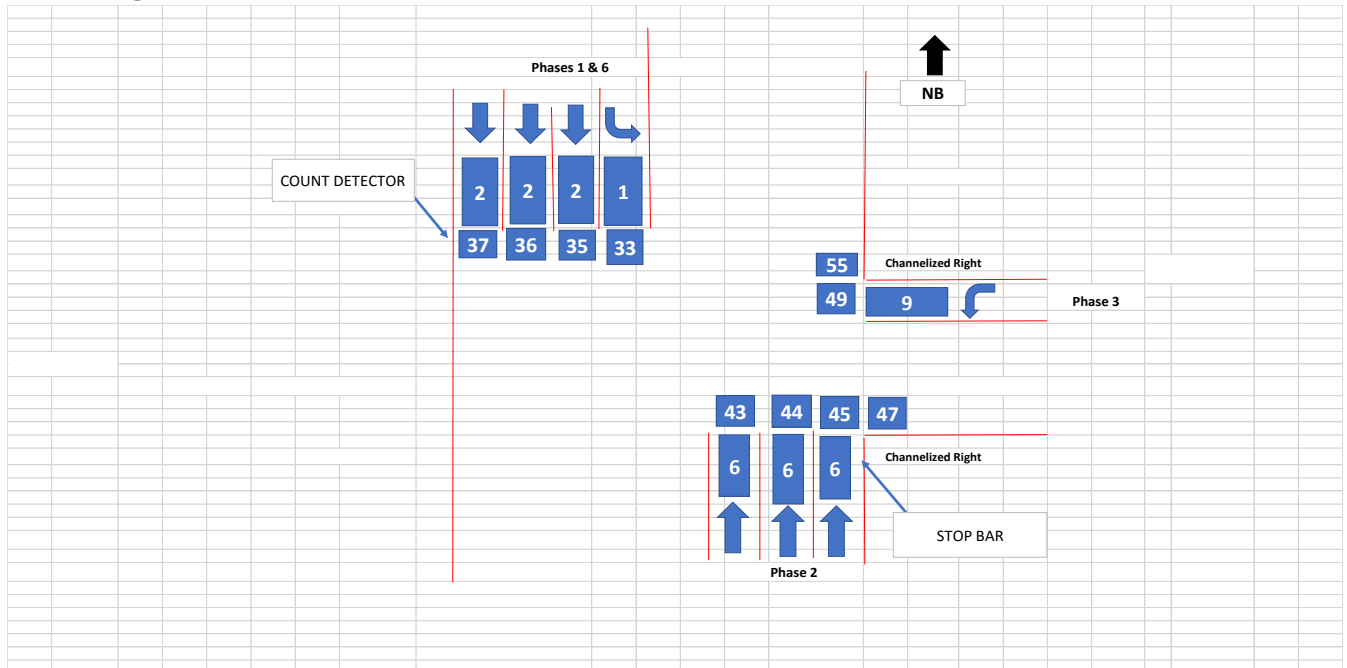 Phases 1 & 6
NB
COUNT DETECTOR
2 2 2 1
37 36 35 33
55 Channelized Right
49 9 Phase 3
43 44 45 47
6 6 6 Channelized Right
STOP BAR
Phase 2